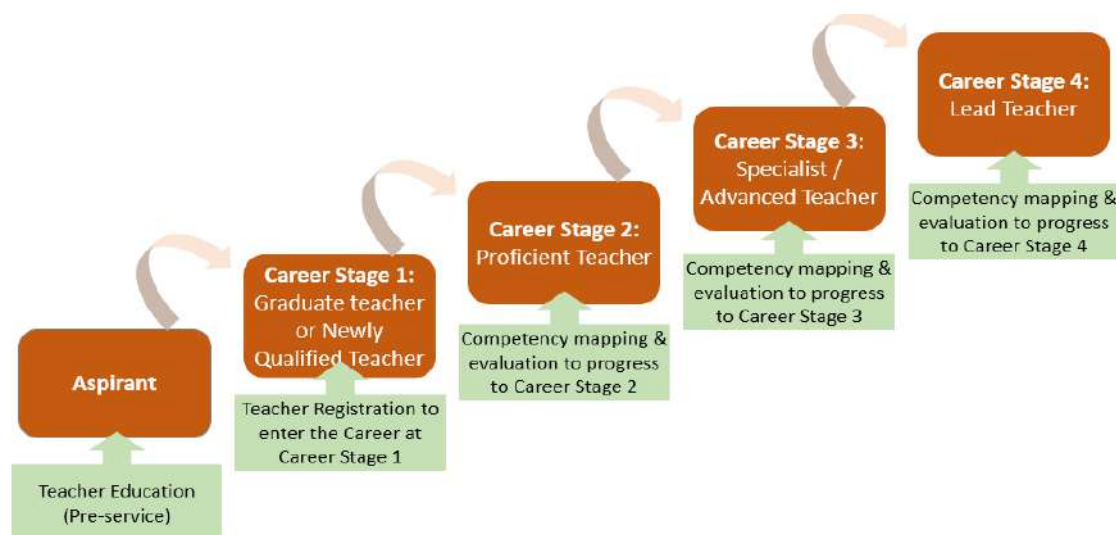 Career Stage 4:
Lead Teacher
Competency mapping &
evaluation to progress
to Career Stage 4
Career Stage 3:
Specialist /
Advanced Teacher
Competency mapping &
evaluation to progress
to Career Stage 3
Career Stage 2:
Proficient Teacher
Competency mapping &
evaluation to progress
to Career Stage 2
Career Stage 1:
Graduate teacher
or Newly
Qualified Teacher
Teacher Registration to
enter the Career at
Career Stage 1
Aspirant
Teacher Education
(Pre-service)